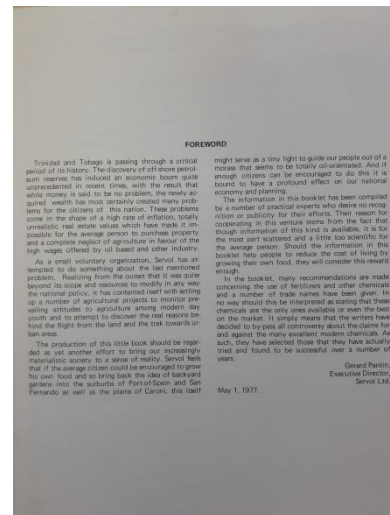 FOREWORD
Trinidad and Tobago is passing through a critical
period of its history. The discovery of off-shore petrol-
eum reserves has induced an economic boom quite
unprecedented in recent times, with the result that
while money is said to be no problem, the newly ac-
quired wealth has most certainly created many prob-
lems for the citizens of this nation. These problems
come in the shape of a high rate of inflation, totally
unrealistic real estate values which have made it im-
possible for the average person to purchase property
and a complete neglect of agriculture in favour of the
high wages offered by oil based and other industry.
As a small voluntary organization, Servol has at-
tempted to do something about the last mentioned
problem. Realizing from the outset that it was quite
beyond its scope and resources to modify in any way
the national policy, it has contented itself with setting
up a number of agricultural projects to monitor pre-
vailing attitudes to agriculture among modern day
youth and to attempt to discover the real reasons be-
hind the flight from the land and the trek towards ur-
ban areas.
The production of this little book should be regar-
ded as yet another effort to bring our increasingly
materialistic society to a sense of reality. Servol feels
that if the average citizen could be encouraged to grow
his own food and so bring back the idea of backyard
gardens into the surburbs of Port-of-Spain and San
Fernando as well as the plains of Caroni, this itself
might serve as a tiny light to guide our people out of a
morass that seems to be totally oil-orientated. And if
enough citizens can be encouraged to do this it is
bound to have a profound effect on our national
economy and planning.
The information in this booklet has been compiled
by a number of practical experts who desire no recog-
nition or publicity for their efforts. Their reason for
cooperating in this venture stems from the fact that
though information of this kind is available, it is for
the most part scattered and a little too scientific for
the average person. Should the information in this
booklet help people to reduce the cost of living by
growing their own food, they will consider this reward
enough.
In the booklet, many recommendations are made
concerning the use of fertilizers and other chemicals
and a number of trade names have been given. In
no way should this be interpreted as stating that these
chemicals are the only ones available or even the best
on the market. It simply means that the writers have
decided to by-pass all controversy about the claims for
and against the many excellent modern chemicals. As
such, they have selected those that they have actually
tried and found to be successful over a number of
years.
Gerard Pantin,
Executive Director,
Servol Ltd.
May 1, 1977.